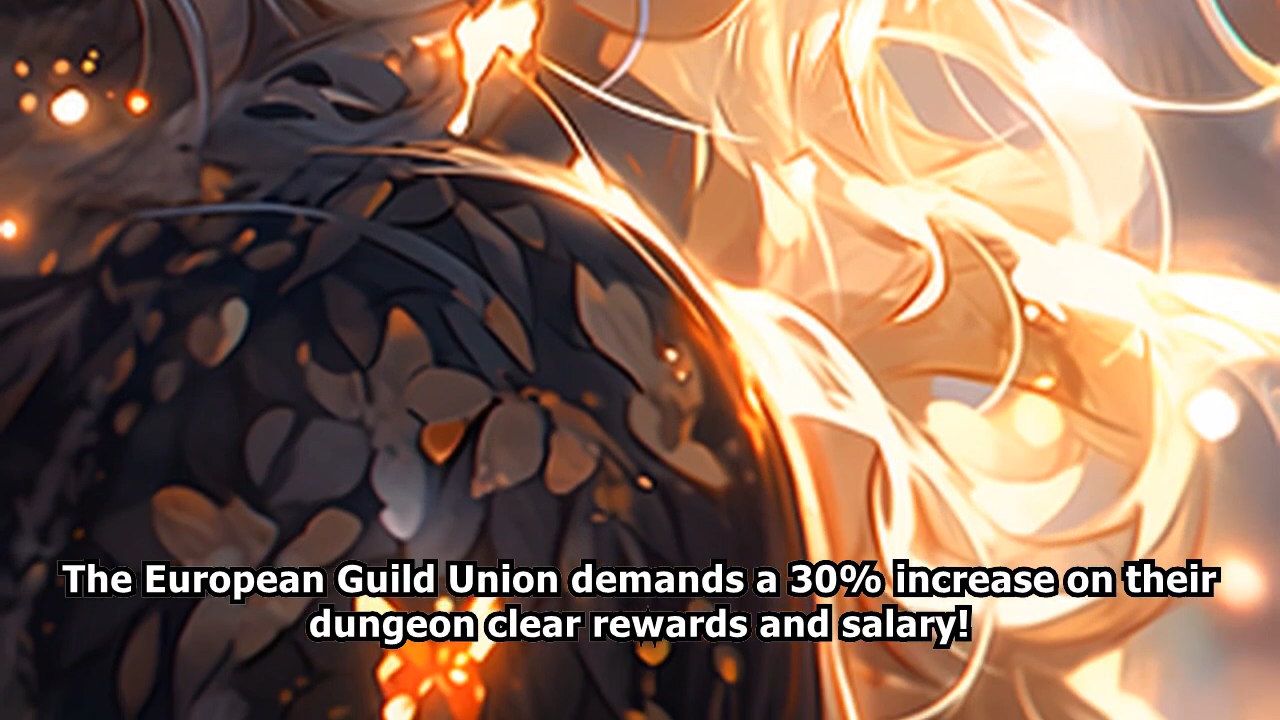 The European Guild Union demands a 30% increase on their
dungeon clear rewards and salary!